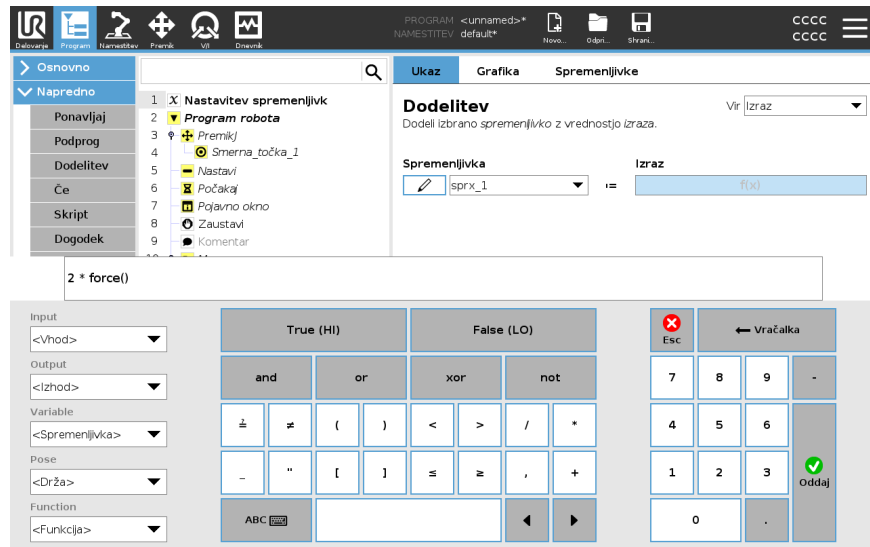 PROGRAM <unnamed>*
NAMESTITEV default*
CCCC
CCCC
Delovanje Program Namestitev Premik V/I Dnevnik Novo... Odpri... Shrani...
Osnovno
Napredno
Ponavljaj
Podprog
Dodelitev
Če
Skript
Dogodek
1 X Nastavitev spremenljivk
2 Program robota
3 PremikJ
4 Smerna_točka_1
5 Nastavi
6 Počakaj
7 Pojavno okno
8 Zaustavi
9 Komentar
Ukaz Grafika Spremenljivke
Dodelitev
Vir Izraz
Dodeli izbrano spremenljivko z vrednostjo izraza.
Spremenljivka Izraz
sprx_1 := f(x)
2 * force()
Input
<Vhod>
Output
<Izhod>
Variable
<Spremenljivka>
Pose
<Drža>
Function
<Funkcija>
True (HI) False (LO) Esc ← Vračalka
and or xor not 7 8 9 -
≟ ≠ ( ) < > / * 4 5 6
_ " [ ] ≤ ≥ , + 1 2 3 Oddaj
ABC 0 .